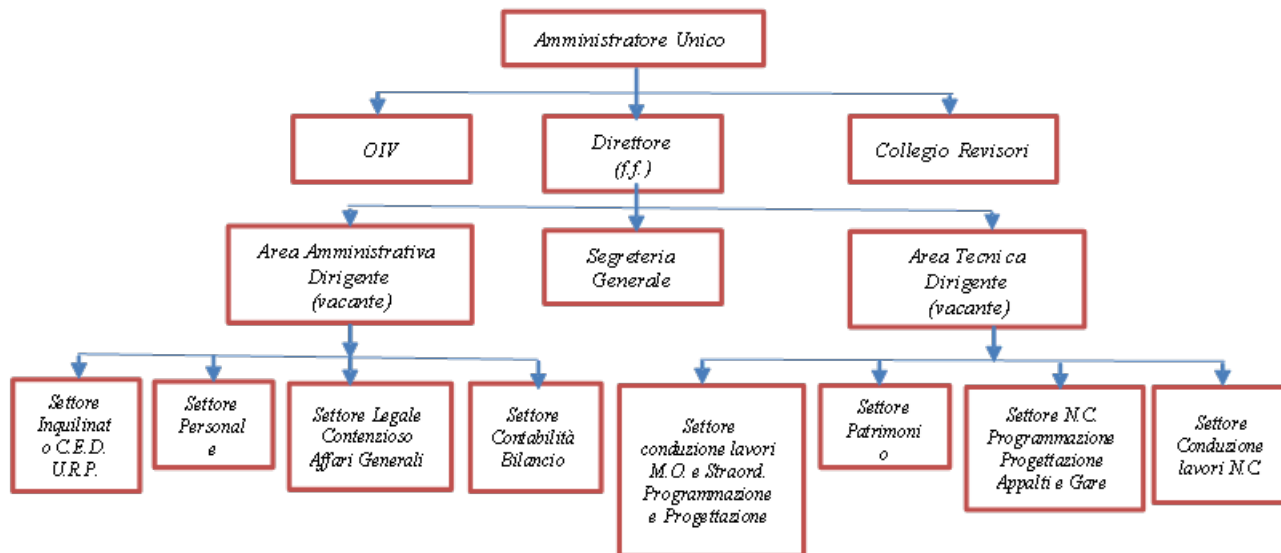 Amministratore Unico
OIV
Direttore
(f.f.)
Collegio Revisori
Area Amministrativa
Dirigente
(vacante)
Segreteria
Generale
Area Tecnica
Dirigente
(vacante)
Settore
Inquilinat
o C.E.D.
U.R.P.
Settore
Personal
e
Settore Legale
Contenzioso
Affari Generali
Settore
Contabilità
Bilancio
Settore
conduzione lavori
M.O. e Straord.
Programmazione
e Progettazione
Settore
Patrimoni
o
Settore N.C.
Programmazione
Progettazione
Appalti e Gare
Settore
Conduzione
lavori N.C